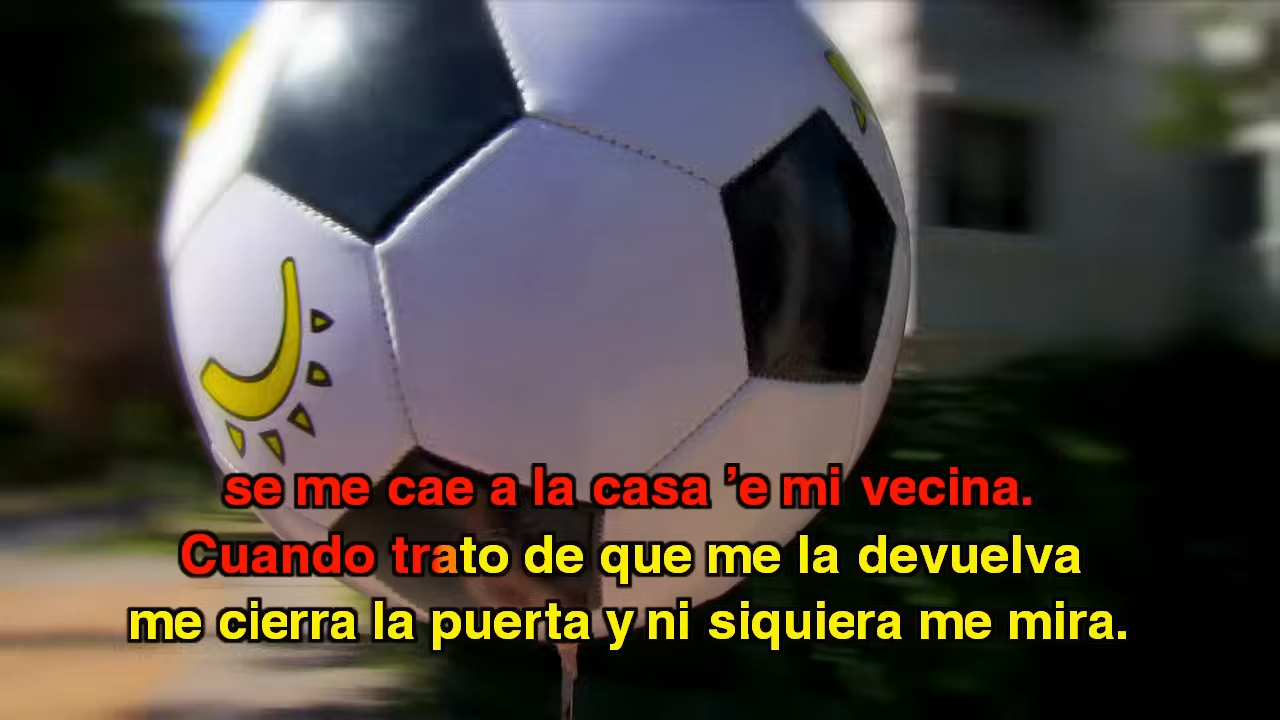 se me cae a la casa ’e mi vecina.
Cuando trato de que me la devuelva
me cierra la puerta y ni siquiera me mira.